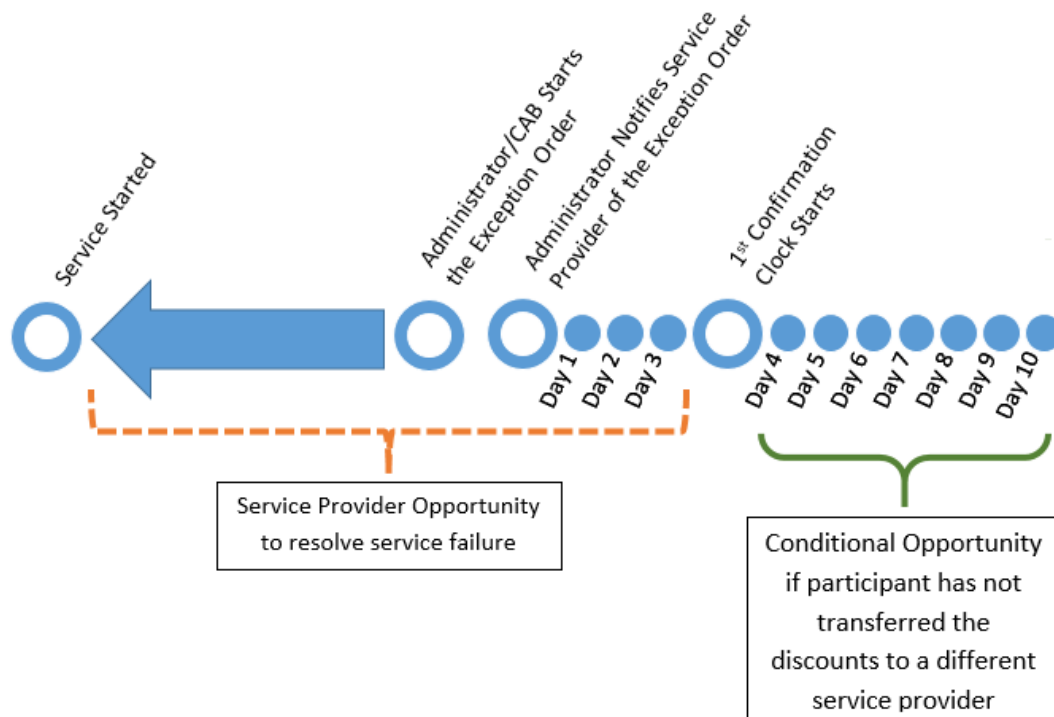 Service Started
Administrator/CAB Starts
the Exception Order
Administrator Notifies Service
Provider of the Exception Order
1st Confirmation
Clock Starts
Day 1
Day 2
Day 3
Day 4
Day 5
Day 6
Day 7
Day 8
Day 9
Day 10
Service Provider Opportunity
to resolve service failure
Conditional Opportunity
if participant has not
transferred the
discounts to a different
service provider